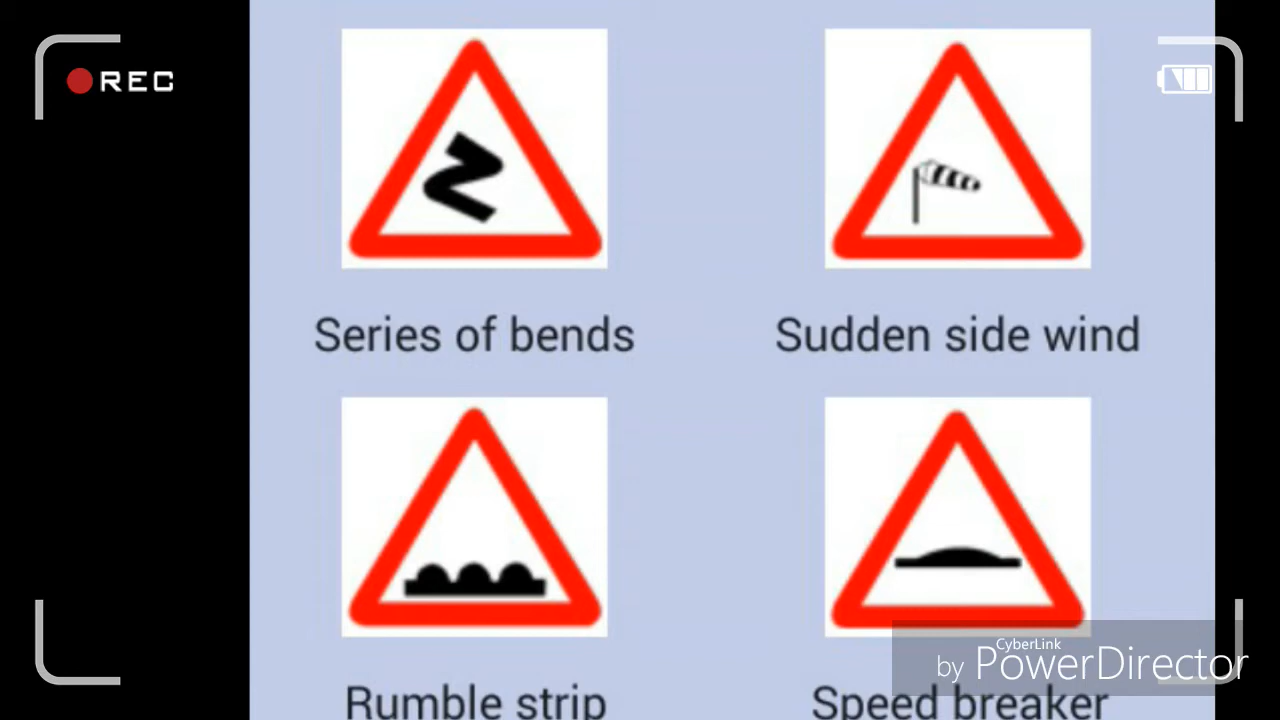 REC
Series of bends
Sudden side wind
Rumble strip
Speed breaker
CyberLink
by PowerDirector